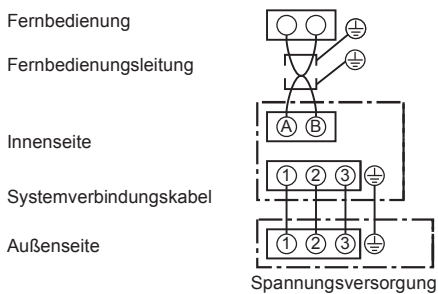 Fernbedienung
Fernbedienungsleitung
A B
Innenseite
1 2 3
Systemverbindungskabel
Außenseite
1 2 3
Spannungsversorgung